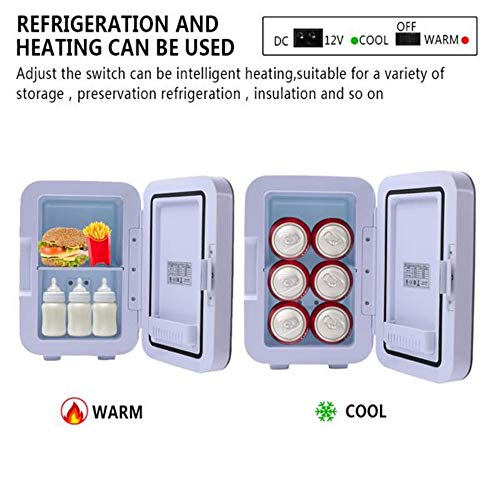 REFRIGERATION AND
HEATING CAN BE USED
OFF
DC 12V COOL WARM
Adjust the switch can be intelligent heating,suitable for a variety of
storage , preservation refrigeration , insulation and so on
WARM
COOL